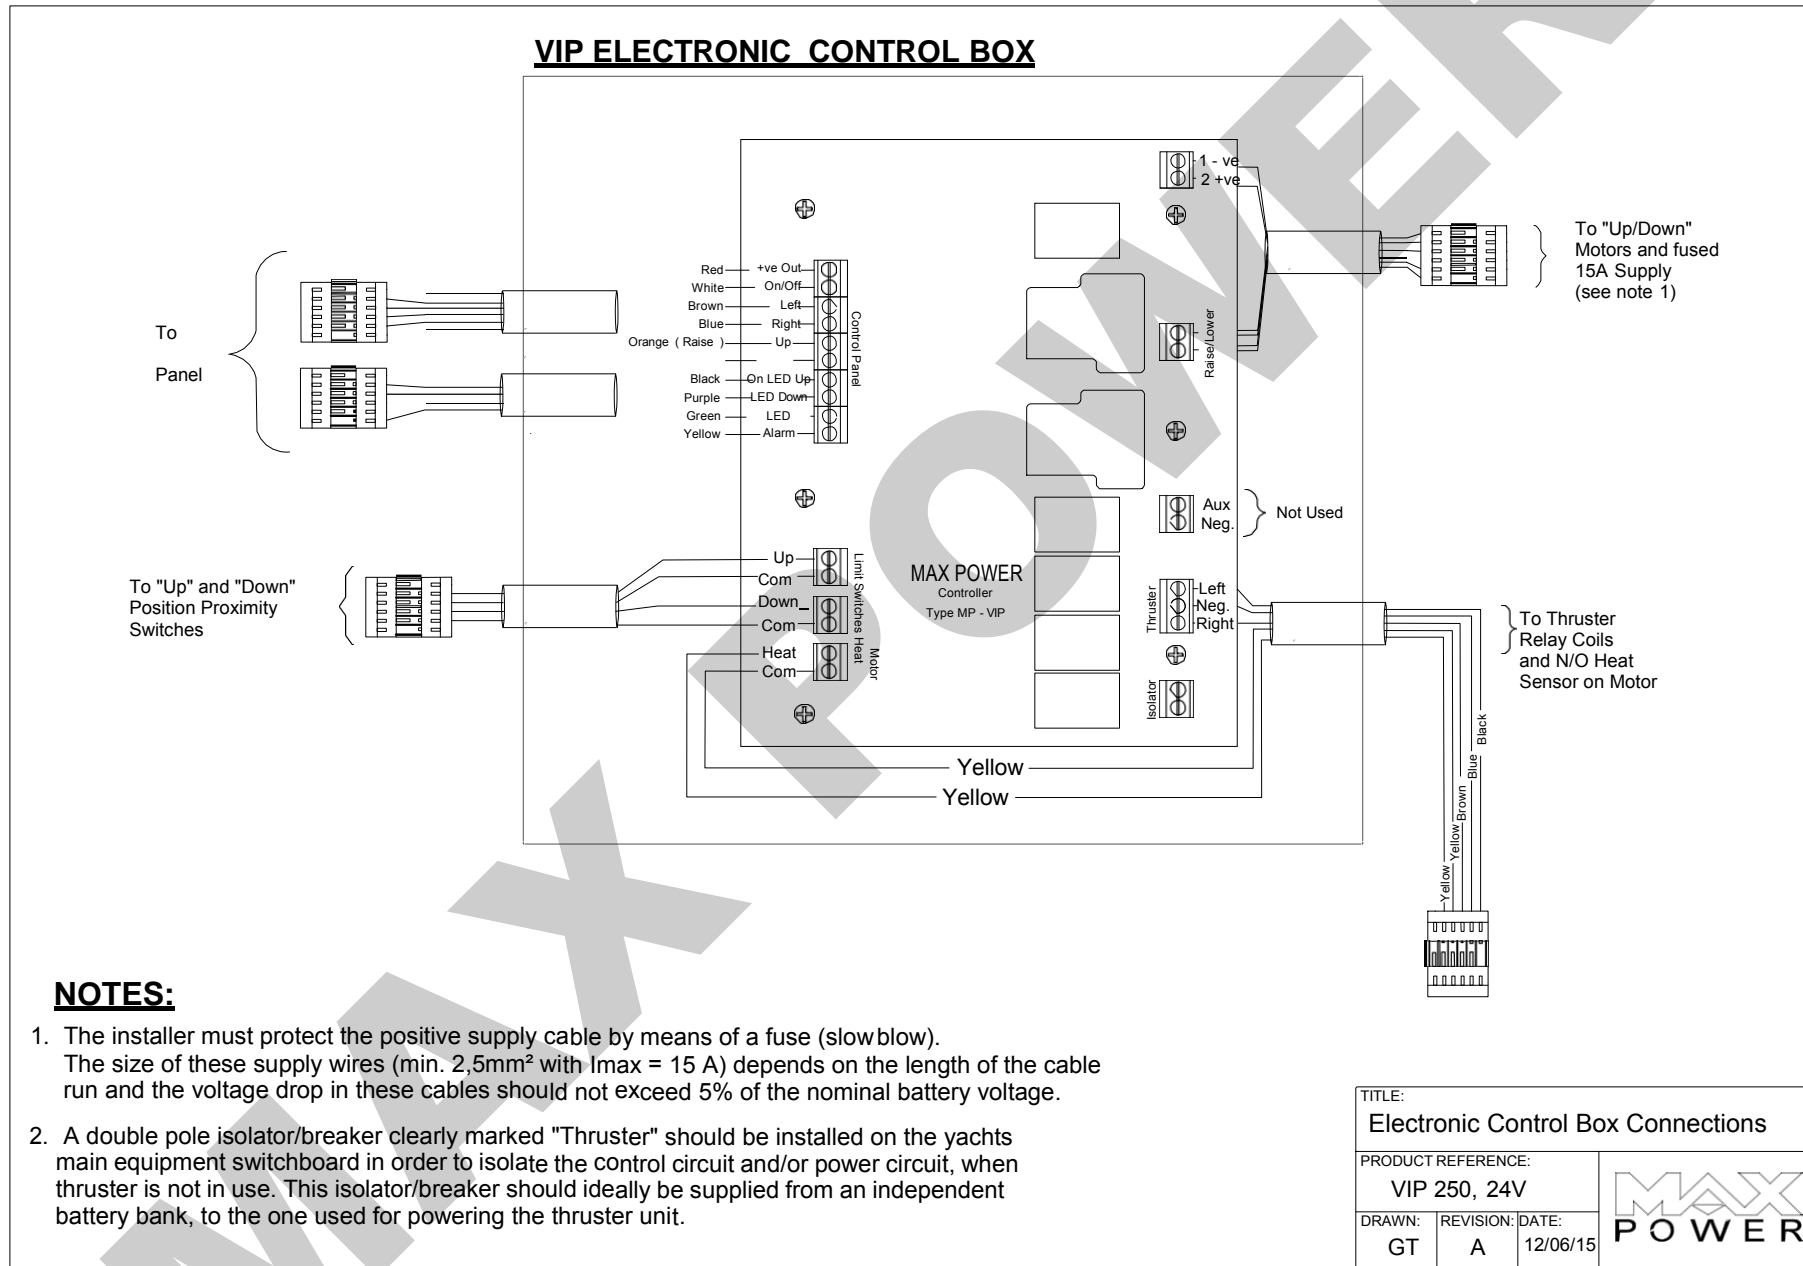 VIP ELECTRONIC CONTROL BOX
1 - ve
2 +ve
To "Up/Down"
Motors and fused
15A Supply
(see note 1)
To
Panel
Red +ve Out
White On/Off
Brown Left
Blue Right
Orange ( Raise ) Up
Black On LED Up
Purple LED Down
Green LED
Yellow Alarm
Control Panel
Raise/Lower
Aux
Neg.
Not Used
To "Up" and "Down"
Position Proximity
Switches
Up
Com
Down
Com
Heat
Com
Limit Switches Heat
Motor
MAX POWER
Controller
Type MP - VIP
Thruster
Left
Neg.
Right
Isolator
To Thruster
Relay Coils
and N/O Heat
Sensor on Motor
Yellow
Yellow
Yellow
Yellow
Brown
Blue
Black
NOTES:
1. The installer must protect the positive supply cable by means of a fuse (slow blow).
The size of these supply wires (min. 2,5mm² with Imax = 15 A) depends on the length of the cable
run and the voltage drop in these cables should not exceed 5% of the nominal battery voltage.
2. A double pole isolator/breaker clearly marked "Thruster" should be installed on the yachts
main equipment switchboard in order to isolate the control circuit and/or power circuit, when
thruster is not in use. This isolator/breaker should ideally be supplied from an independent
battery bank, to the one used for powering the thruster unit.
TITLE:
Electronic Control Box Connections
PRODUCT REFERENCE:
VIP 250, 24V
DRAWN:
GT
REVISION:
A
DATE:
12/06/15
MAX
POWER
MAX POWER